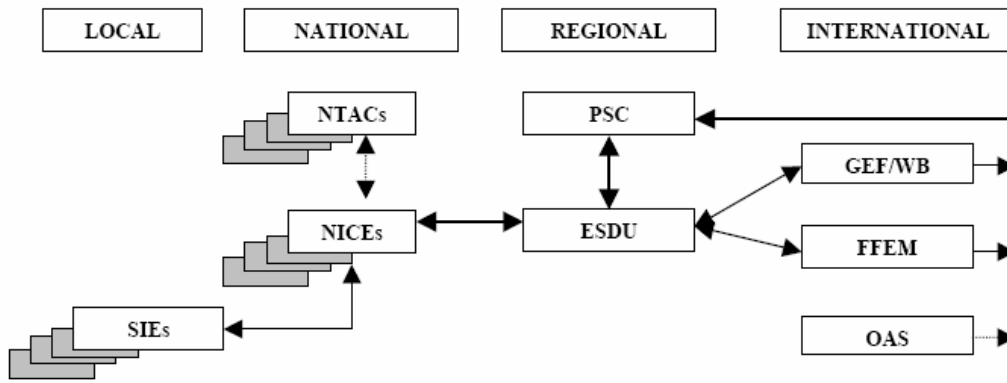 LOCAL
NATIONAL
REGIONAL
INTERNATIONAL
NTACs
PSC
GEF/WB
NICEs
ESDU
FFEM
SIEs
OAS